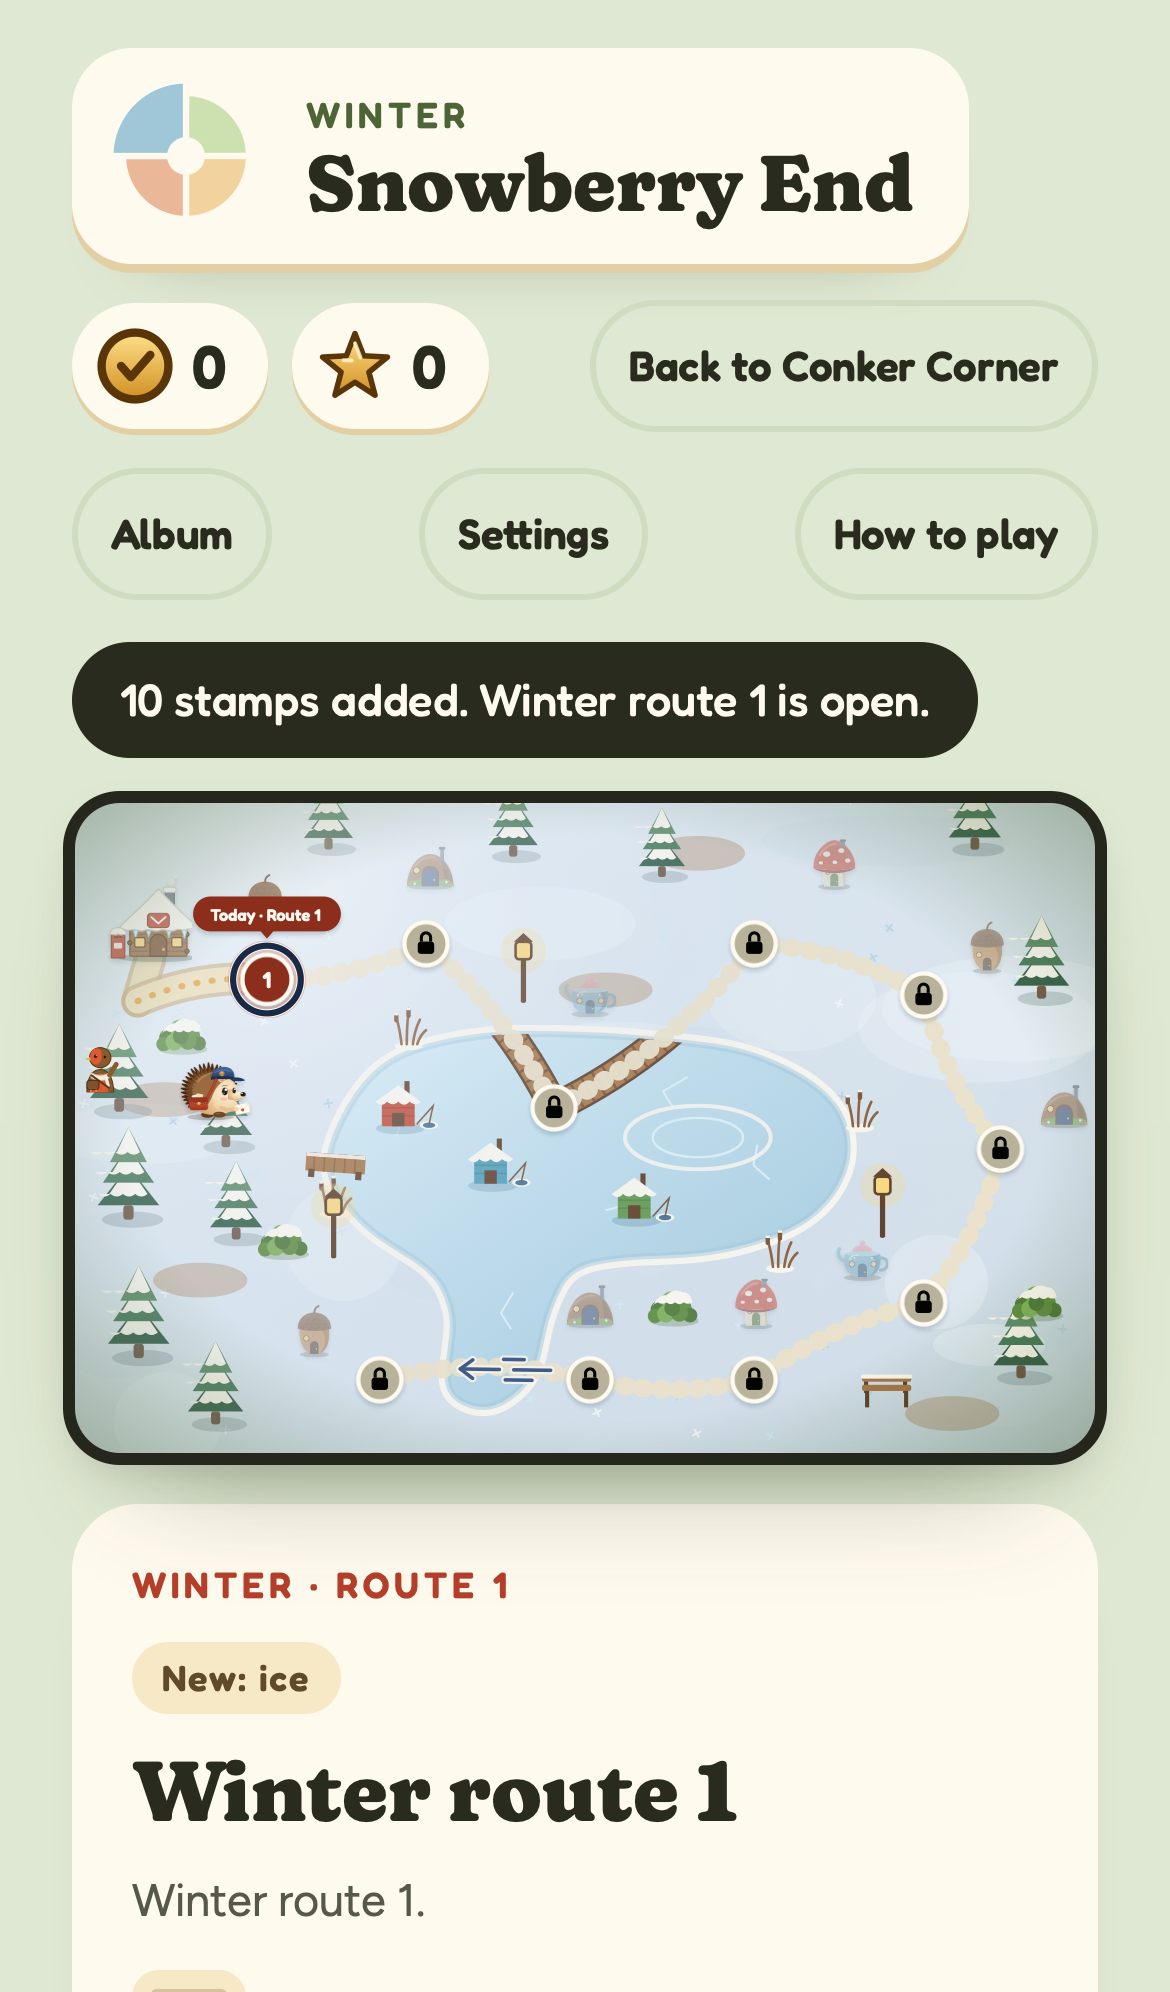 WINTER
Snowberry End
0
0
Back to Conker Corner
Album
Settings
How to play
10 stamps added. Winter route 1 is open.
Today · Route 1
1
WINTER · ROUTE 1
New: ice
Winter route 1
Winter route 1.